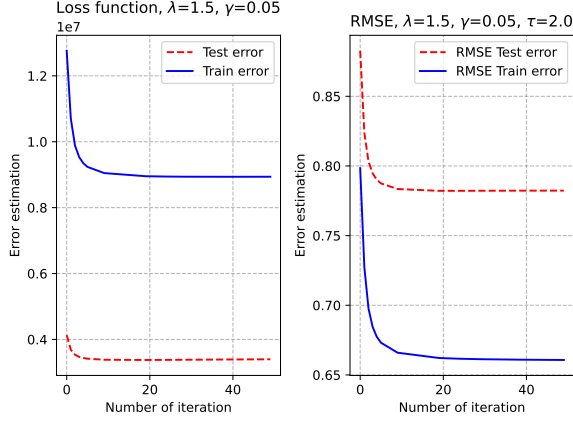 Loss function, λ=1.5, γ=0.05
1e7
Test error
Train error
1.2
1.0
0.8
0.6
0.4
Error estimation
0
20
40
Number of iteration
RMSE, λ=1.5, γ=0.05, τ=2.0
RMSE Test error
RMSE Train error
0.85
0.80
0.75
0.70
0.65
Error estimation
0
20
40
Number of iteration